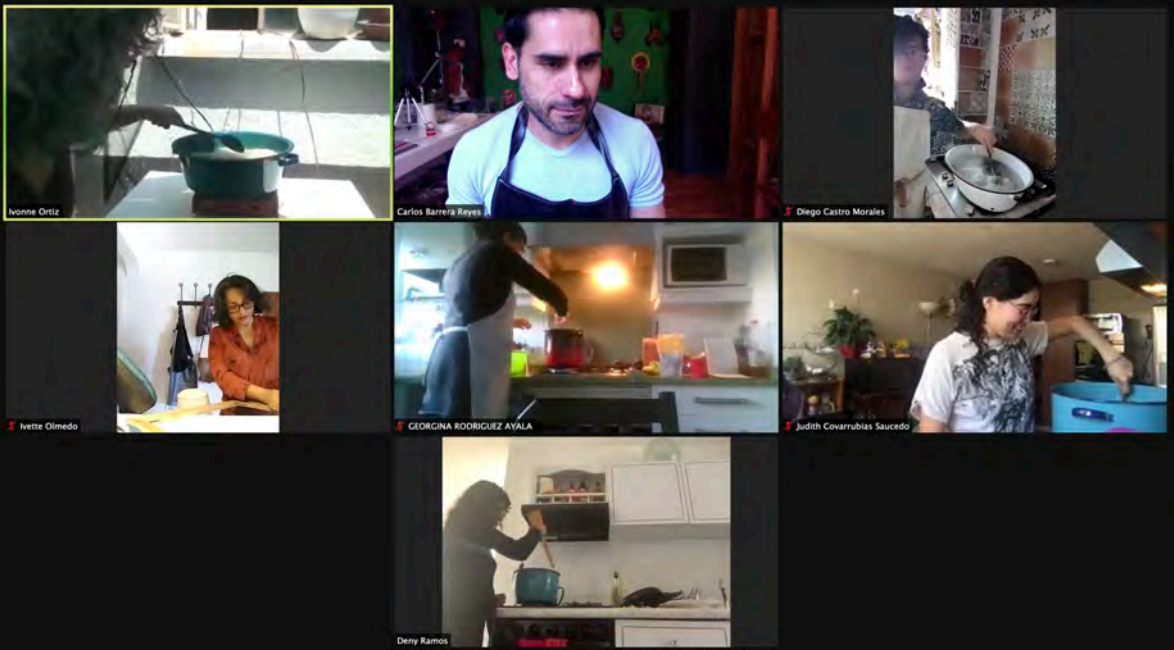 Ivonne Ortiz
Carlos Barrera Reyes
Diego Castro Morales
Ivette Olmedo
GEORGINA RODRIGUEZ AYALA
Judith Covarrubias Saucedo
Deny Ramos